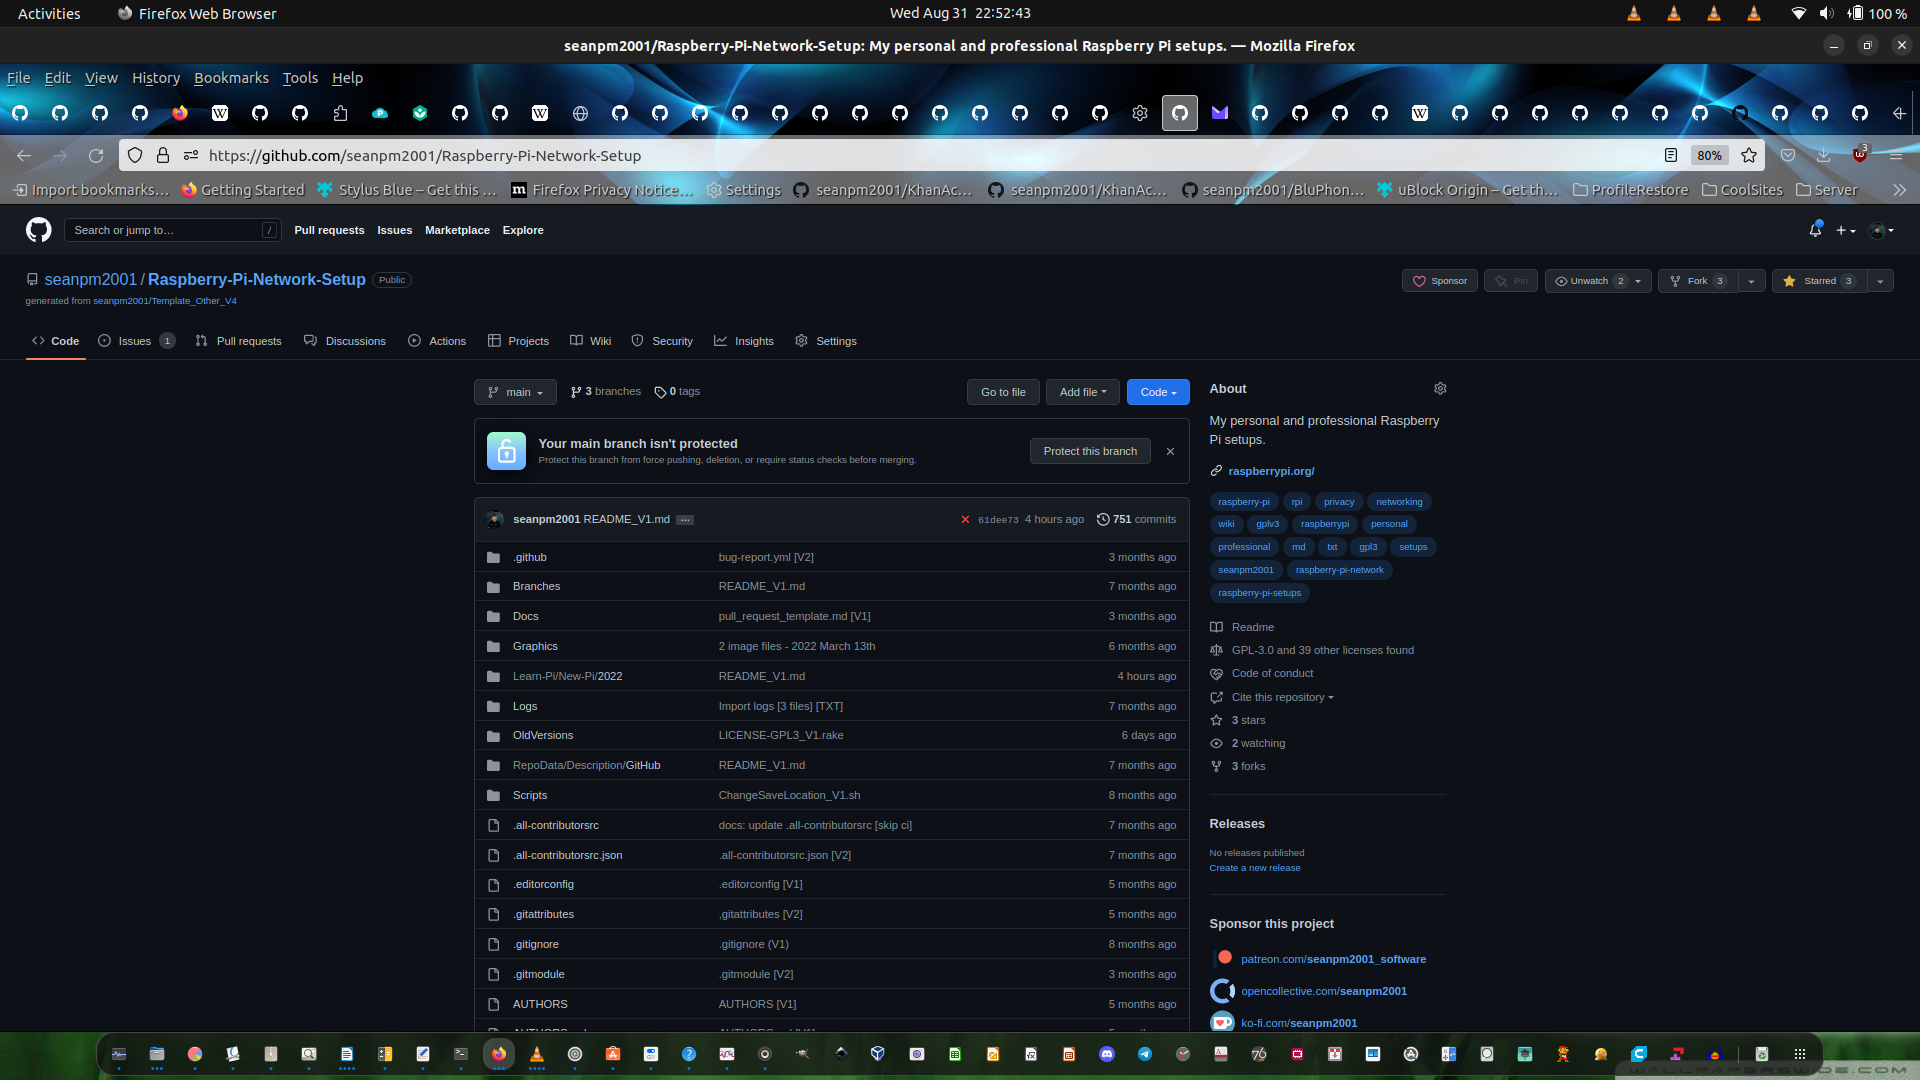 Activities Firefox Web Browser Wed Aug 31 22:52:43 100 %
seanpm2001/Raspberry-Pi-Network-Setup: My personal and professional Raspberry Pi setups. — Mozilla Firefox
File Edit View History Bookmarks Tools Help
https://github.com/seanpm2001/Raspberry-Pi-Network-Setup 80% 3
Import bookmarks… Getting Started Stylus Blue – Get this … Firefox Privacy Notice… Settings seanpm2001/KhanAc… seanpm2001/KhanAc… seanpm2001/BluPhon… uBlock Origin – Get th… ProfileRestore CoolSites Server
Search or jump to… / Pull requests Issues Marketplace Explore
seanpm2001 / Raspberry-Pi-Network-Setup Public Sponsor Pin Unwatch 2 Fork 3 Starred 3
generated from seanpm2001/Template_Other_V4
Code Issues 1 Pull requests Discussions Actions Projects Wiki Security Insights Settings
main 3 branches 0 tags Go to file Add file Code
Your main branch isn't protected
Protect this branch from force pushing, deletion, or require status checks before merging.
Protect this branch
seanpm2001 README_V1.md ... 61dee73 4 hours ago 751 commits
.github bug-report.yml [V2] 3 months ago
Branches README_V1.md 7 months ago
Docs pull_request_template.md [V1] 3 months ago
Graphics 2 image files - 2022 March 13th 6 months ago
Learn-Pi/New-Pi/2022 README_V1.md 4 hours ago
Logs Import logs [3 files] [TXT] 7 months ago
OldVersions LICENSE-GPL3_V1.rake 6 days ago
RepoData/Description/GitHub README_V1.md 7 months ago
Scripts ChangeSaveLocation_V1.sh 8 months ago
.all-contributorsrc docs: update .all-contributorsrc [skip ci] 7 months ago
.all-contributorsrc.json .all-contributorsrc.json [V2] 7 months ago
.editorconfig .editorconfig [V1] 5 months ago
.gitattributes ,gitattributes [V2] 5 months ago
.gitignore .gitignore (V1) 8 months ago
.gitmodule .gitmodule [V2] 3 months ago
AUTHORS AUTHORS [V1] 5 months ago
About
My personal and professional Raspberry
Pi setups.
raspberrypi.org/
raspberry-pi rpi privacy networking
wiki gplv3 raspberrypi personal
professional md txt gpl3 setups
seanpm2001 raspberry-pi-network
raspberry-pi-setups
Readme
GPL-3.0 and 39 other licenses found
Code of conduct
Cite this repository
3 stars
2 watching
3 forks
Releases
No releases published
Create a new release
Sponsor this project
patreon.com/seanpm2001_software
opencollective.com/seanpm2001
ko-fi.com/seanpm2001
WALLPAPERSWIDE.COM